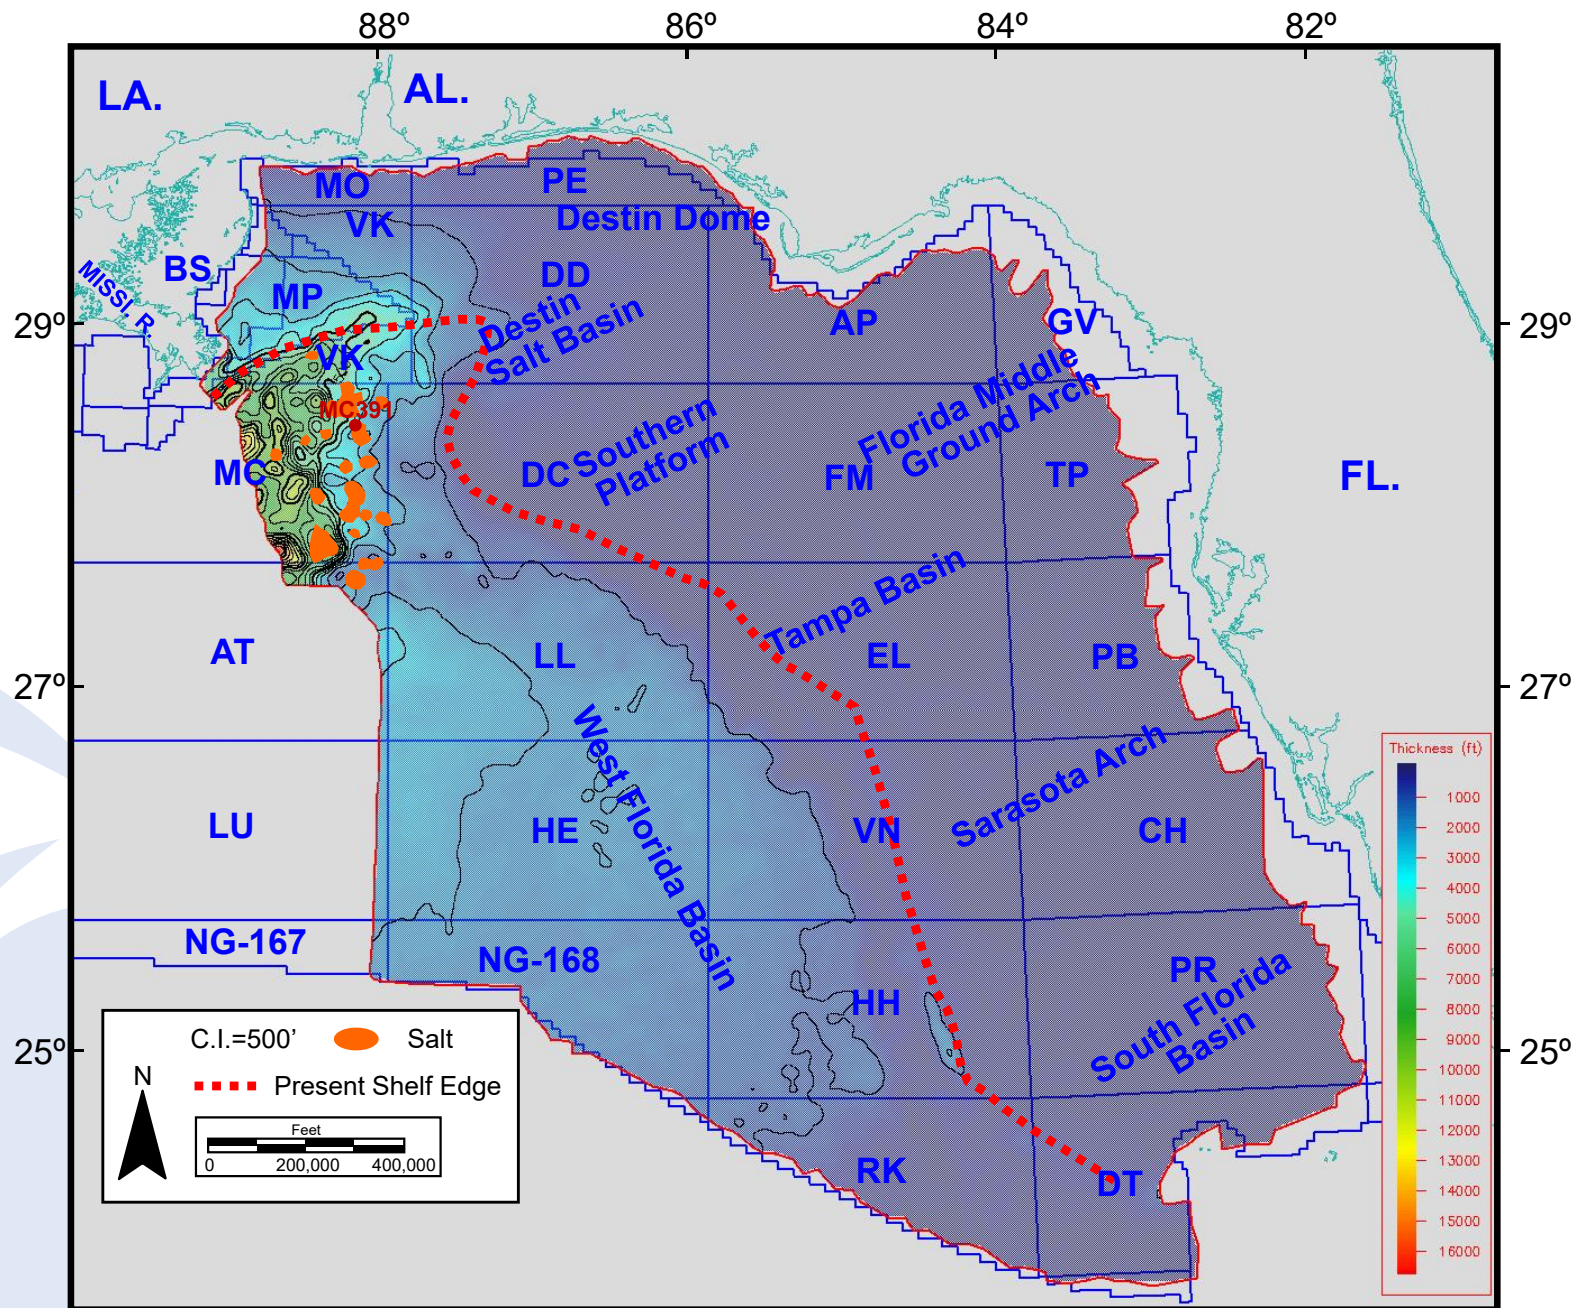 88º 86º 84º 82º
LA.
AL.
MO
PE
VK
Destin Dome
BS
DD
MISSI. R.
MP
29º
Destin
Salt Basin
AP
GV
29º
VK
MC391
MC
DC
Southern
Platform
FM
Florida Middle
Ground Arch
TP
FL.
Tampa Basin
AT
LL
EL
PB
27º
27º
West Florida Basin
Sarasota Arch
LU
HE
VN
CH
NG-167
NG-168
HH
PR
South Florida
Basin
25º
25º
RK
DT
C.I.=500’ Salt
Present Shelf Edge
N
Feet
0 200,000 400,000
Thickness (ft)
1000
2000
3000
4000
5000
6000
7000
8000
9000
10000
11000
12000
13000
14000
15000
16000